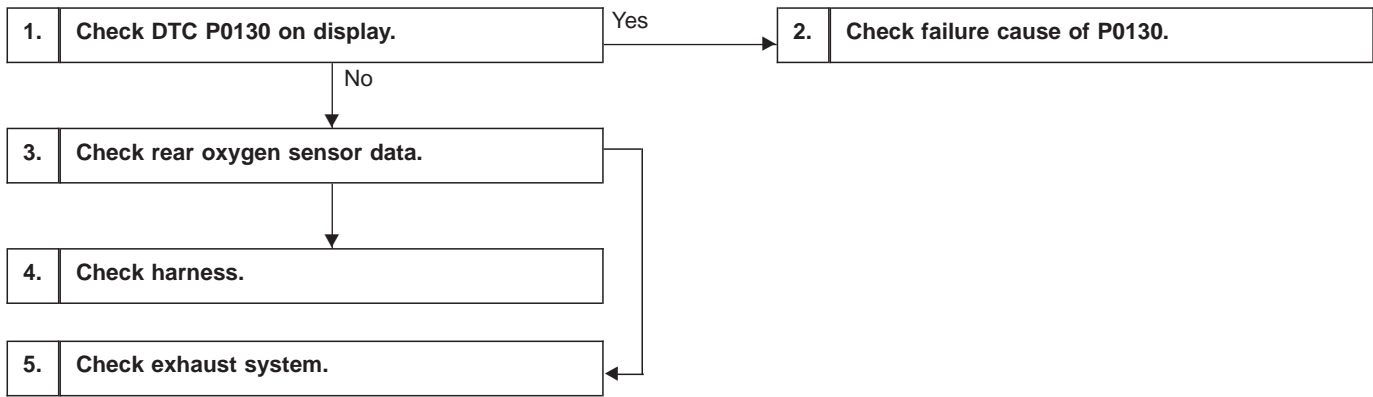 1. Check DTC P0130 on display.
Yes
2. Check failure cause of P0130.
No
3. Check rear oxygen sensor data.
4. Check harness.
5. Check exhaust system.